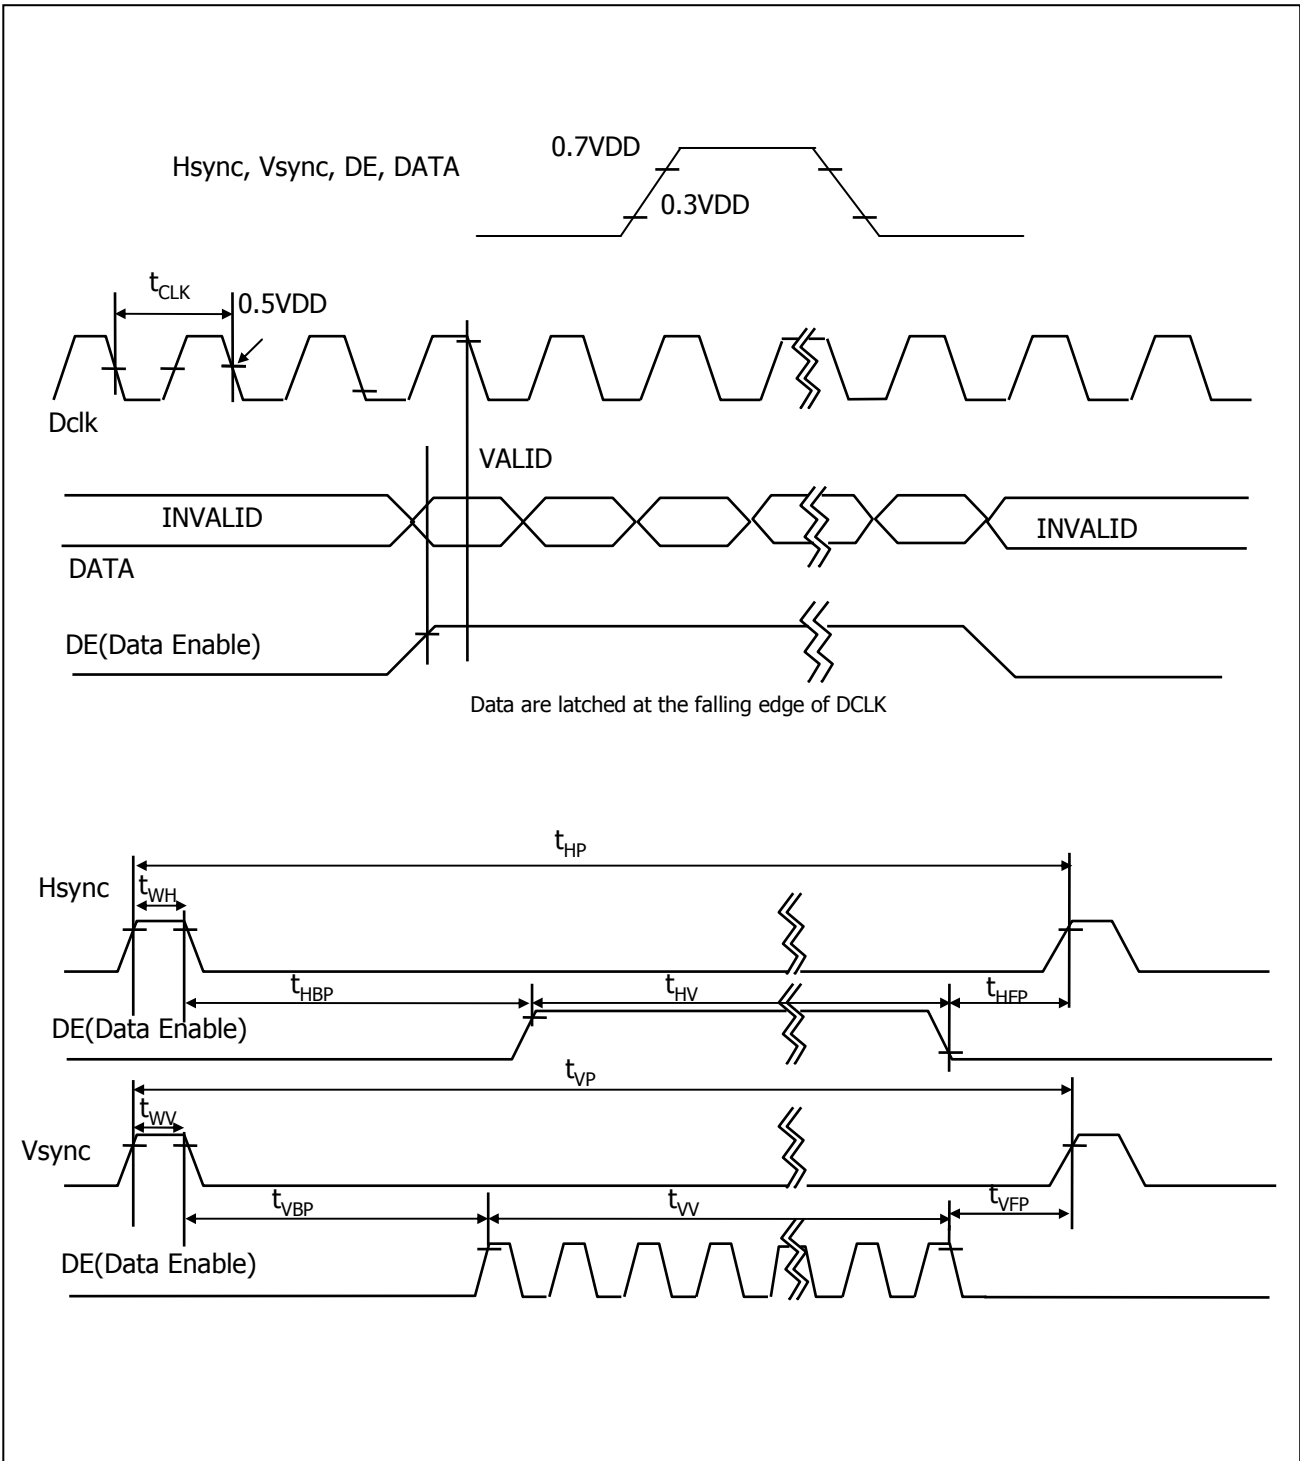 0.7VDD
Hsync, Vsync, DE, DATA
0.3VDD
tCLK
0.5VDD
Dclk
VALID
INVALID
INVALID
DATA
DE(Data Enable)
Data are latched at the falling edge of DCLK
tHP
Hsync
tWH
tHBP
tHV
tHFP
DE(Data Enable)
tVP
tWV
Vsync
tVBP
tVV
tVFP
DE(Data Enable)